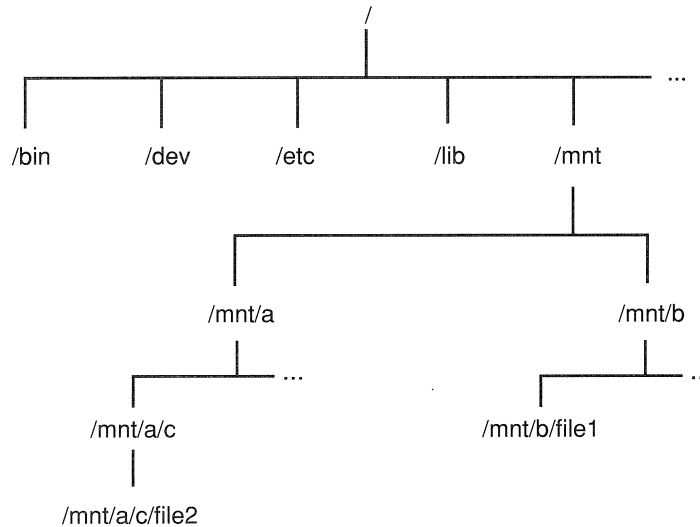 /
...
/bin /dev /etc /lib /mnt
/mnt/a /mnt/b
... ..
/mnt/a/c /mnt/b/file1
/mnt/a/c/file2